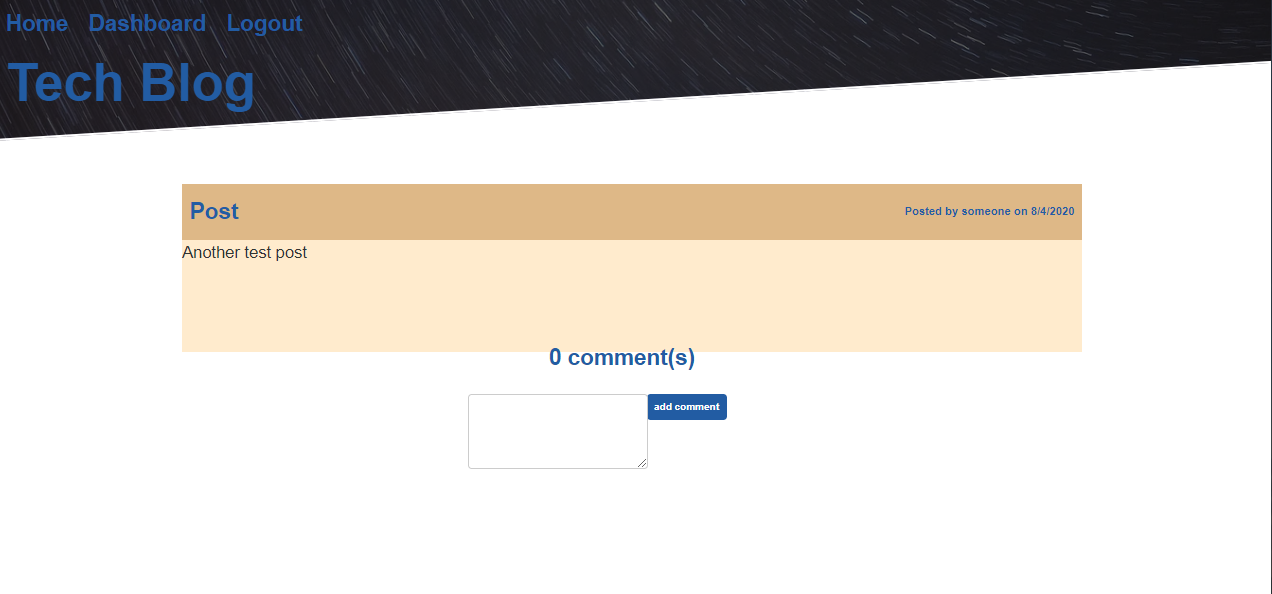 Home Dashboard Logout
Tech Blog
Post
Posted by someone on 8/4/2020
Another test post
0 comment(s)
add comment